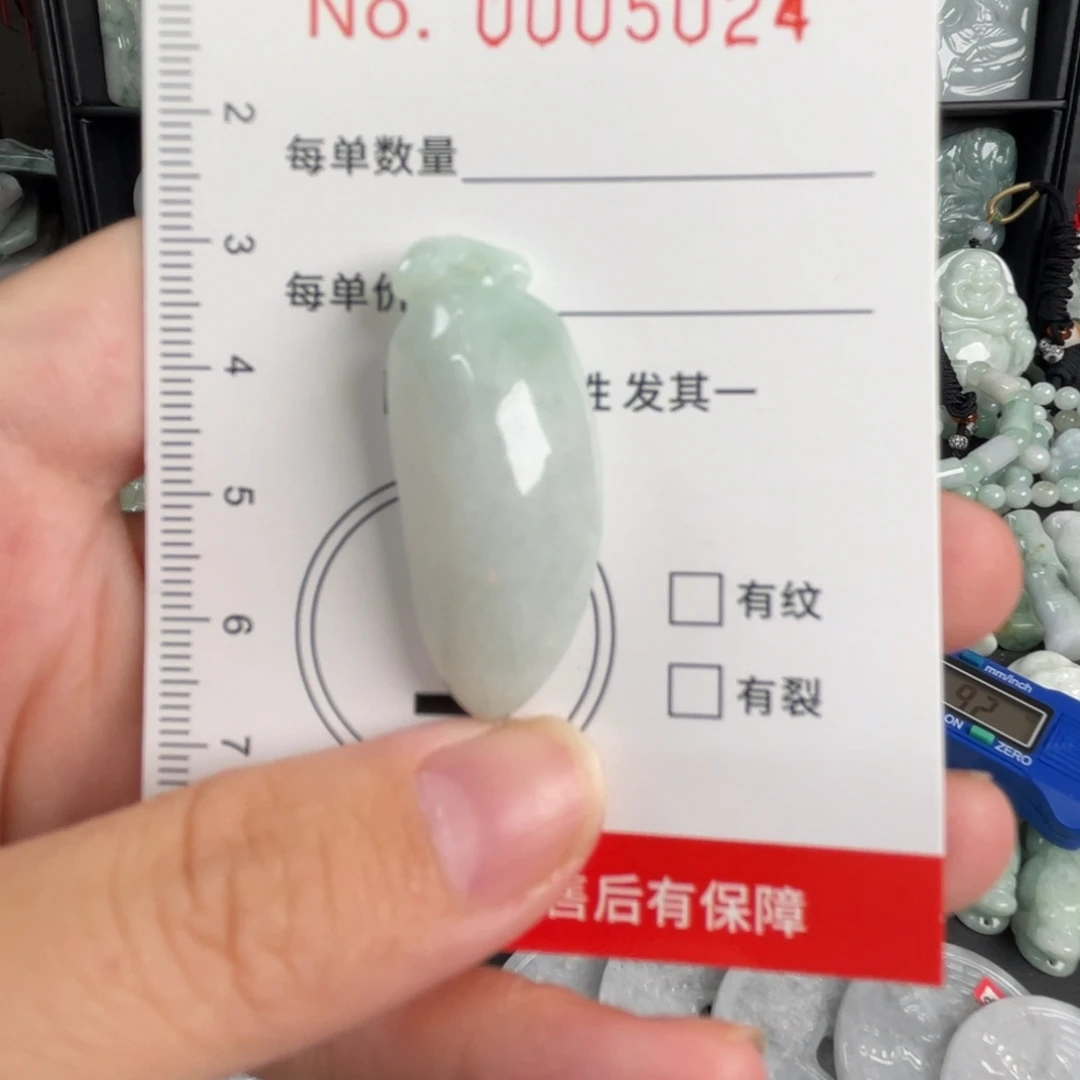 No. 0005024
每单数量
每单价
性 发其一
有纹
有裂
售后有保障
2
3
4
5
6
7
mm/inch
ON
ZERO